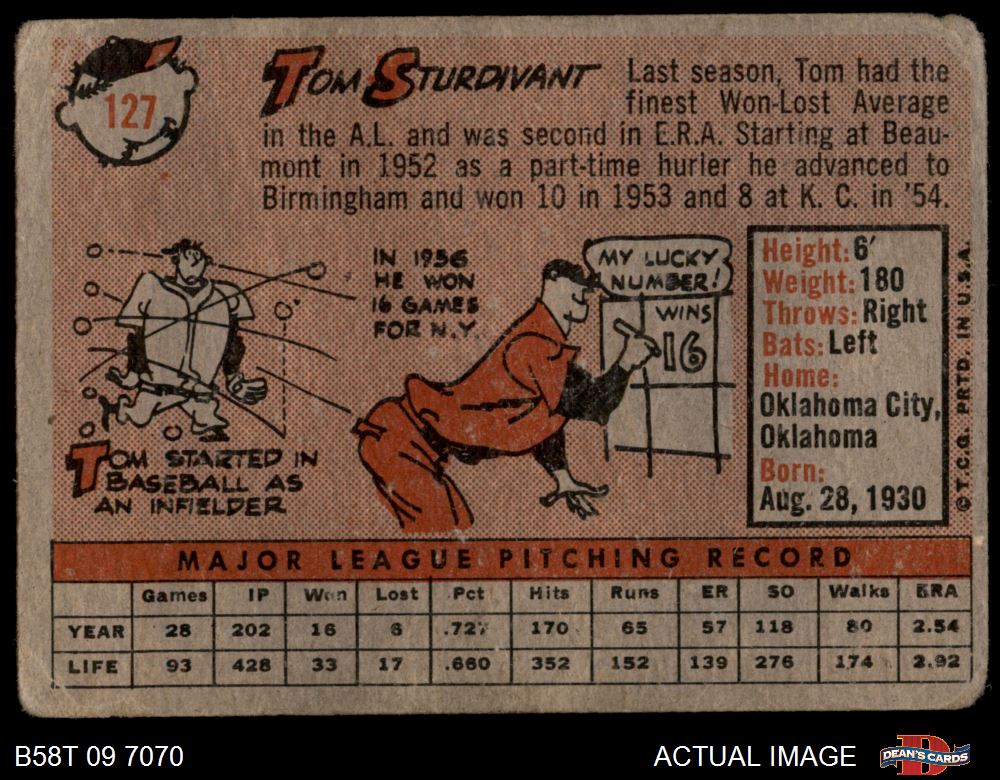 127
TOM STURDIVANT
Last season, Tom had the
finest Won-Lost Average
in the A.L. and was second in E.R.A. Starting at Beau-
mont in 1952 as a part-time hurler he advanced to
Birmingham and won 10 in 1953 and 8 at K. C. in '54.
TOM STARTED IN
BASEBALL AS
AN INFIELDER
IN 1956
HE WON
16 GAMES
FOR N.Y.
MY LUCKY
NUMBER!
WINS
16
Height: 6'
Weight: 180
Throws: Right
Bats: Left
Home:
Oklahoma City,
Oklahoma
Born:
Aug. 28, 1930
© T.C.G. PRTD. IN U.S.A.
MAJOR LEAGUE PITCHING RECORD
Games IP Won Lost Pct Hits Runs ER SO Walks ERA
YEAR 28 202 16 6 .727 170 65 57 118 80 2.54
LIFE 93 428 33 17 .660 352 152 139 276 174 2.92
B58T 09 7070
ACTUAL IMAGE
DEAN'S CARDS